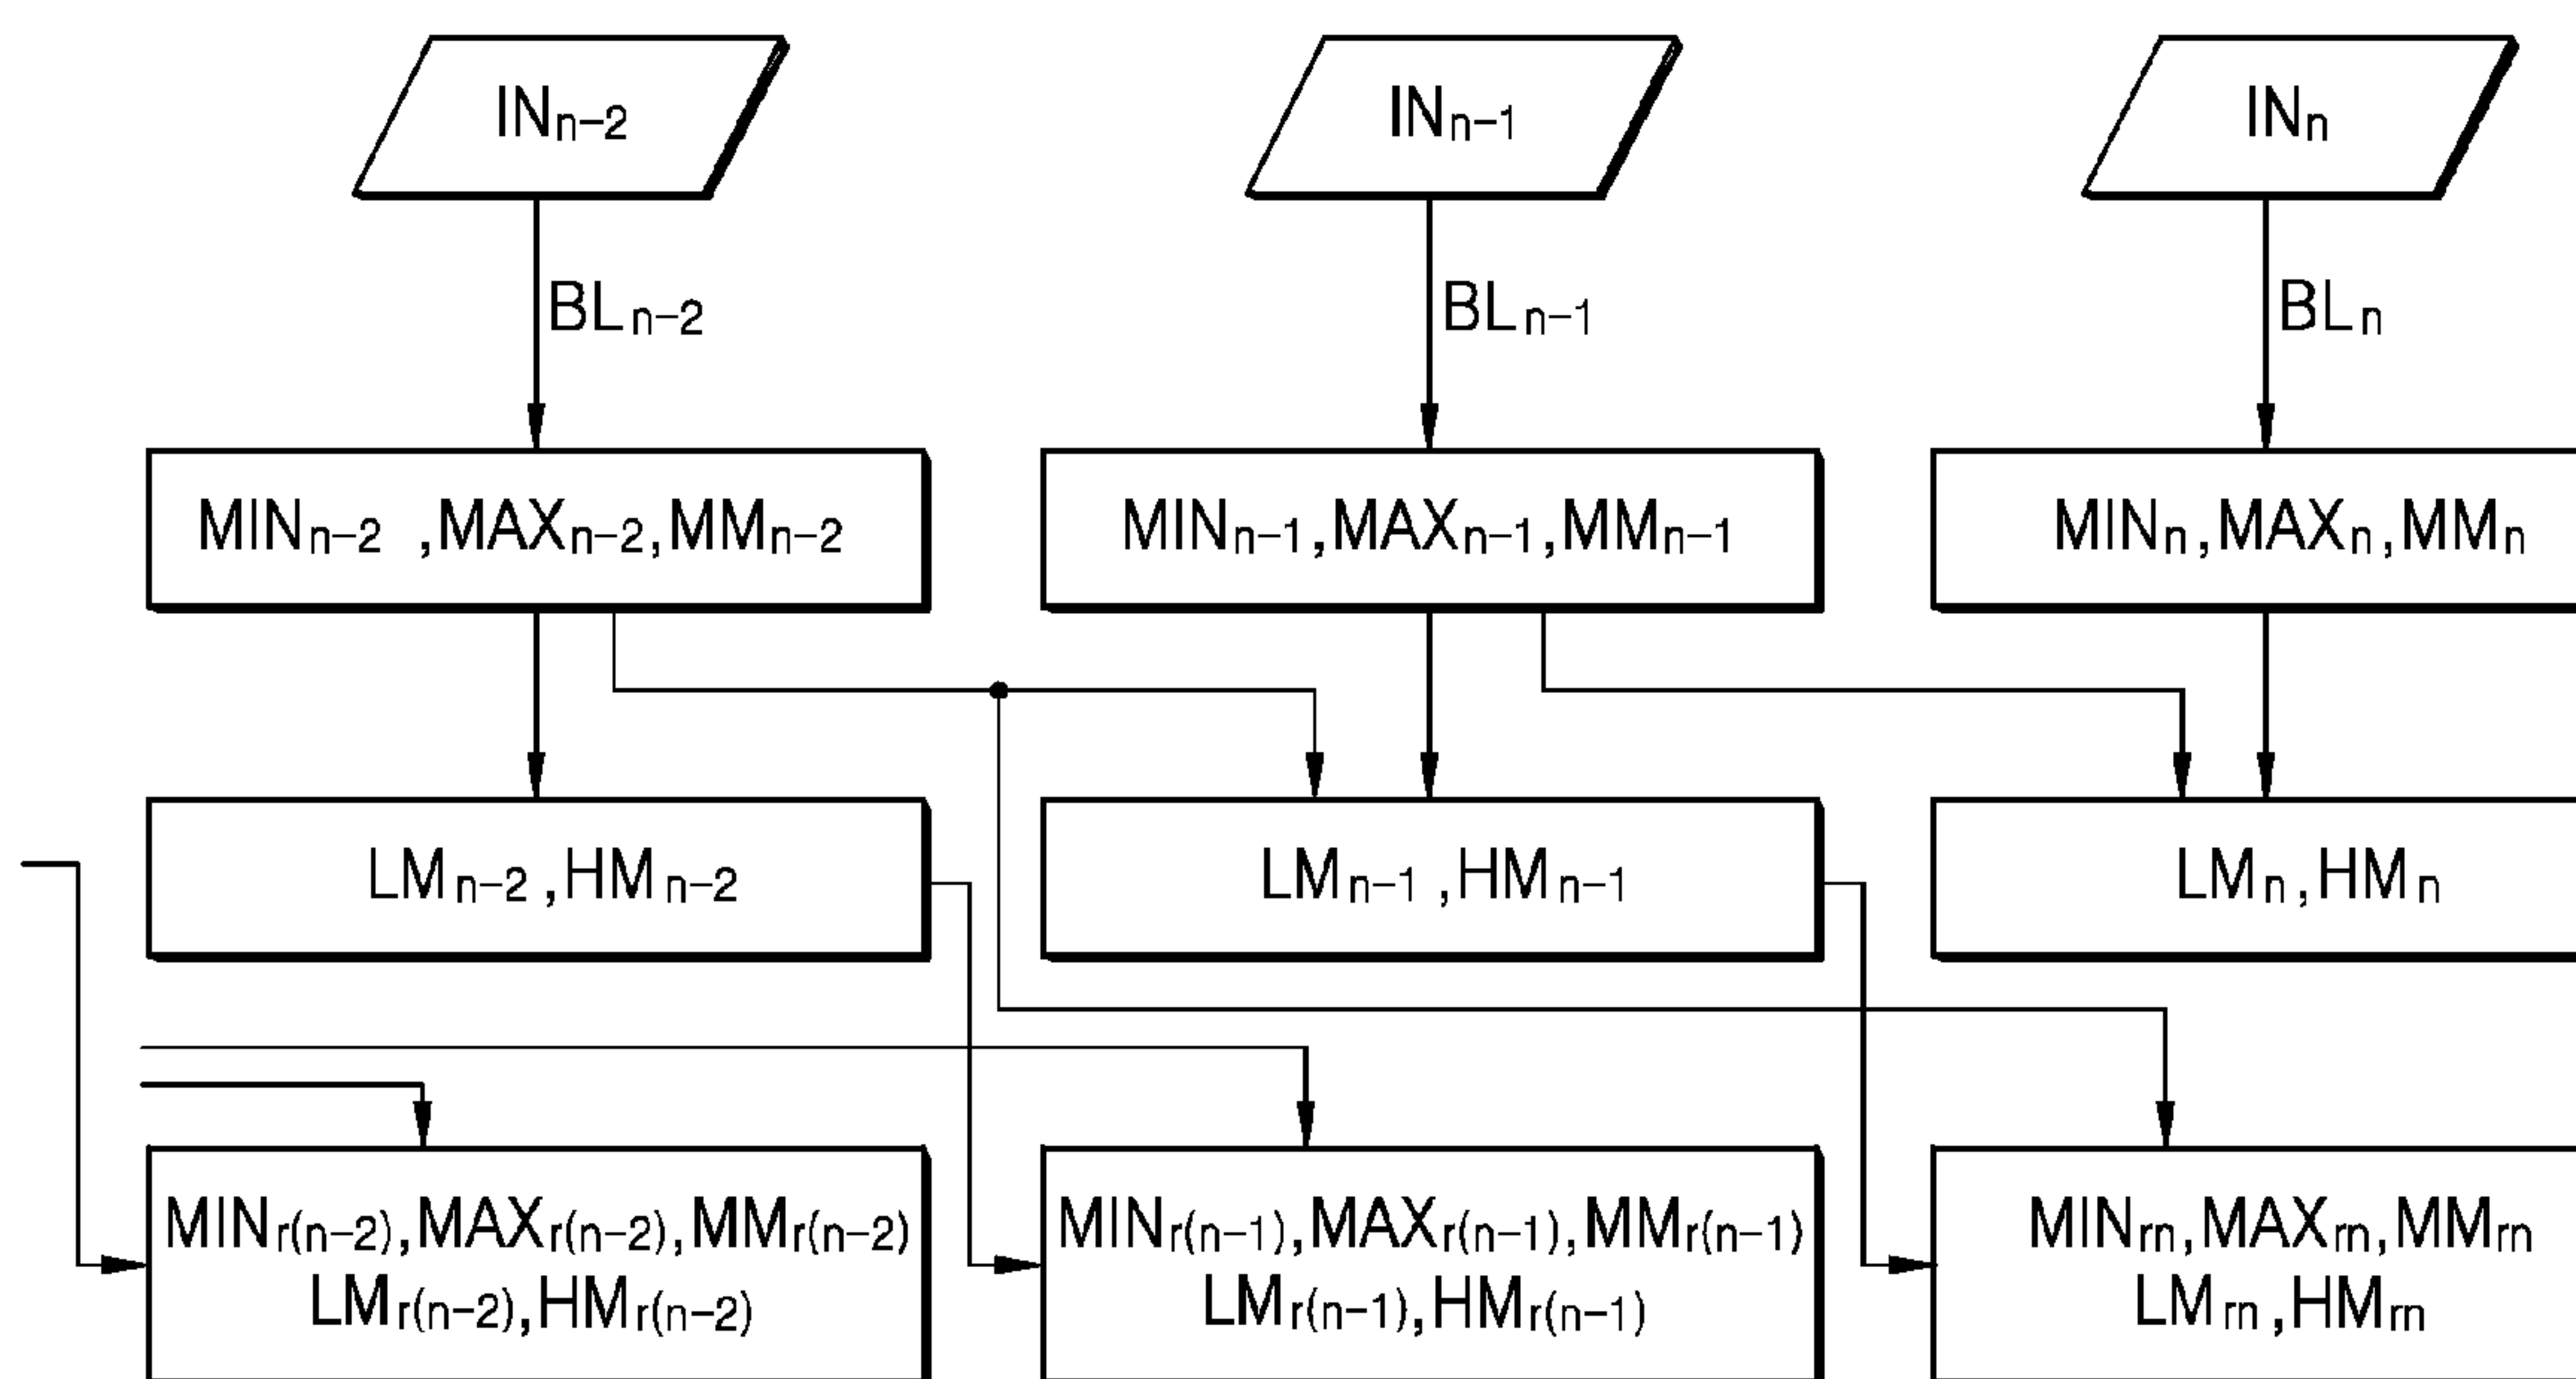 INn-2
INn-1
INn
BLn-2
BLn-1
BLn
MINn-2 ,MAXn-2,MMn-2
MINn-1,MAXn-1,MMn-1
MINn,MAXn,MMn
LMn-2 ,HMn-2
LMn-1 ,HMn-1
LMn,HMn
MINr(n-2),MAXr(n-2),MMr(n-2)
LMr(n-2),HMr(n-2)
MINr(n-1),MAXr(n-1),MMr(n-1)
LMr(n-1),HMr(n-1)
MINrn,MAXrn,MMrn
LMrn,HMrn